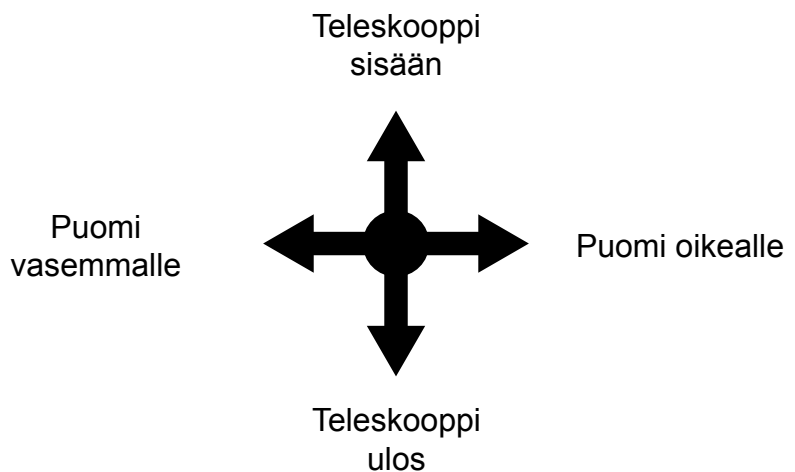 Teleskooppi
sisään
Puomi
vasemmalle
Puomi oikealle
Teleskooppi
ulos